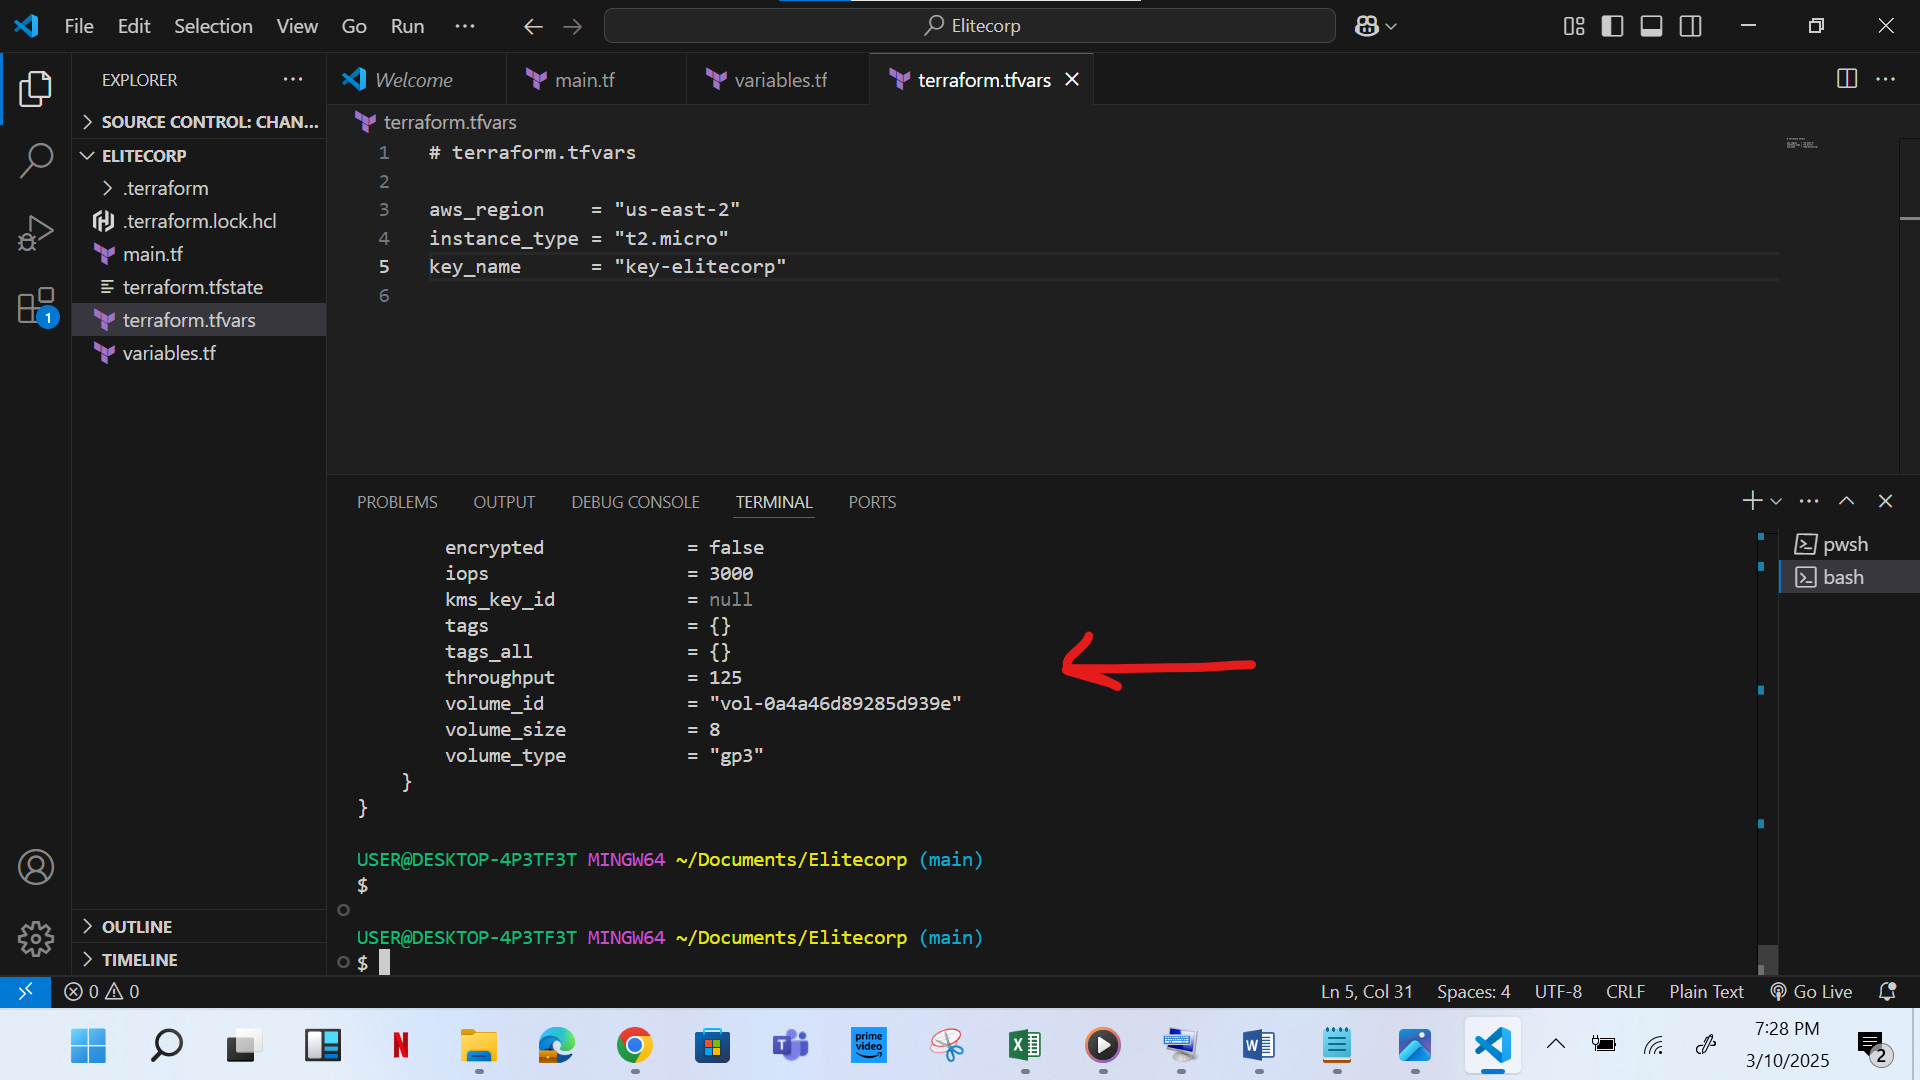 File Edit Selection View Go Run ···
Elitecorp
EXPLORER
SOURCE CONTROL: CHAN...
ELITECORP
.terraform
.terraform.lock.hcl
main.tf
terraform.tfstate
terraform.tfvars
variables.tf
OUTLINE
TIMELINE
1
Welcome main.tf variables.tf terraform.tfvars
terraform.tfvars
1 # terraform.tfvars
2
3 aws_region    = "us-east-2"
4 instance_type = "t2.micro"
5 key_name      = "key-elitecorp"
6
PROBLEMS OUTPUT DEBUG CONSOLE TERMINAL PORTS
encrypted = false
iops = 3000
kms_key_id = null
tags = {}
tags_all = {}
throughput = 125
volume_id = "vol-0a4a46d89285d939e"
volume_size = 8
volume_type = "gp3"
}
}
USER@DESKTOP-4P3TF3T MINGW64 ~/Documents/Elitecorp (main)
$
USER@DESKTOP-4P3TF3T MINGW64 ~/Documents/Elitecorp (main)
$
pwsh
bash
0 0
Ln 5, Col 31 Spaces: 4 UTF-8 CRLF Plain Text Go Live
N
prime video
7:28 PM
3/10/2025
2